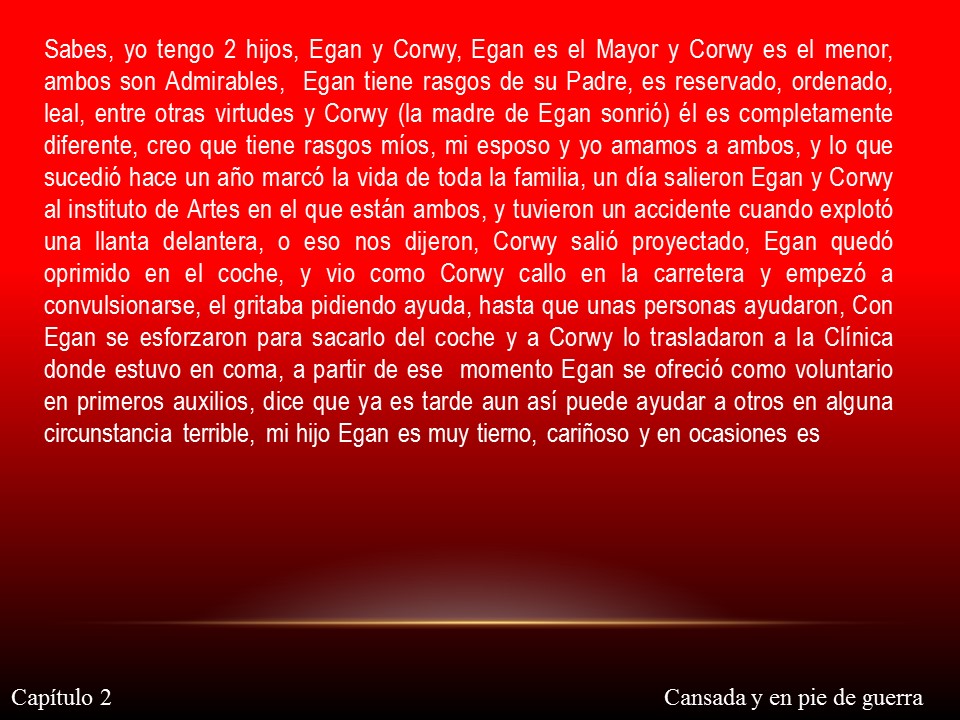 Sabes, yo tengo 2 hijos, Egan y Corwy, Egan es el Mayor y Corwy es el menor,
ambos son Admirables, Egan tiene rasgos de su Padre, es reservado, ordenado,
leal, entre otras virtudes y Corwy (la madre de Egan sonrió) él es completamente
diferente, creo que tiene rasgos míos, mi esposo y yo amamos a ambos, y lo que
sucedió hace un año marcó la vida de toda la familia, un día salieron Egan y Corwy
al instituto de Artes en el que están ambos, y tuvieron un accidente cuando explotó
una llanta delantera, o eso nos dijeron, Corwy salió proyectado, Egan quedó
oprimido en el coche, y vio como Corwy callo en la carretera y empezó a
convulsionarse, el gritaba pidiendo ayuda, hasta que unas personas ayudaron, Con
Egan se esforzaron para sacarlo del coche y a Corwy lo trasladaron a la Clínica
donde estuvo en coma, a partir de ese momento Egan se ofreció como voluntario
en primeros auxilios, dice que ya es tarde aun así puede ayudar a otros en alguna
circunstancia terrible, mi hijo Egan es muy tierno, cariñoso y en ocasiones es
Capítulo 2
Cansada y en pie de guerra